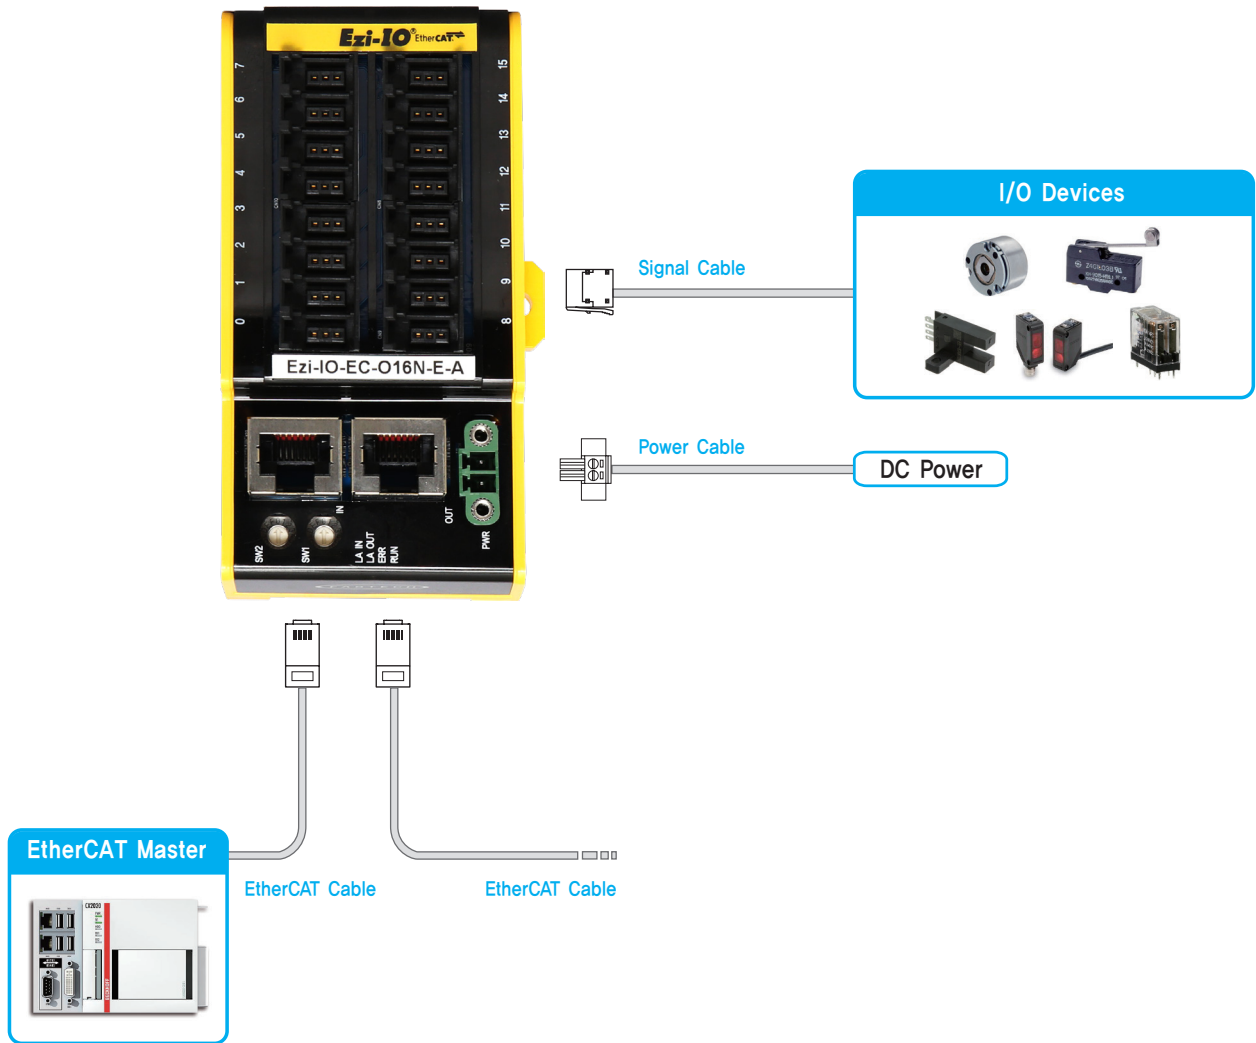 Ezi-IO® EtherCAT
7
15
6
14
5
13
4
12
3
11
2
10
1
9
0
8
Ezi-IO-EC-O16N-E-A
IN
OUT
SW2
SW1
LA IN
LA OUT
ERR
RUN
PWR
Signal Cable
I/O Devices
Power Cable
DC Power
EtherCAT Master
EtherCAT Cable
EtherCAT Cable
CX2020
BECKHOFF